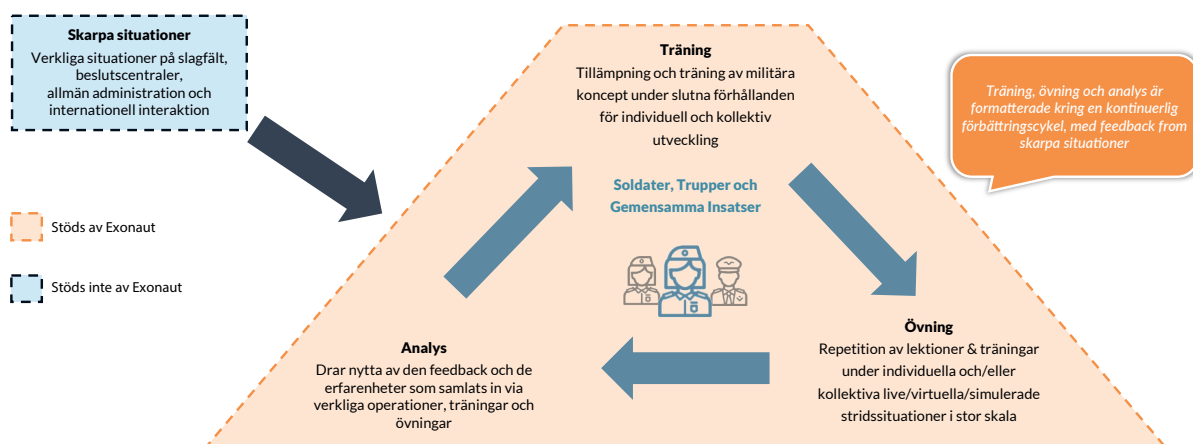 Skarpa situationer
Verkliga situationer på slagfält,
beslutscentraler,
allmän administration och
internationell interaktion
Träning
Tillämpning och träning av militära
koncept under slutna förhållanden
för individuell och kollektiv
utveckling
Träning, övning och analys är
formatterade kring en kontinuerlig
förbättringscykel, med feedback from
skarpa situationer
Soldater, Trupper och
Gemensamma Insatser
Stöds av Exonaut
Stöds inte av Exonaut
Analys
Drar nytta av den feedback och de
erfarenheter som samlats in via
verkliga operationer, träningar och
övningar
Övning
Repetition av lektioner & träningar
under individuella och/eller
kollektiva live/virtuella/simulerade
stridssituationer i stor skala